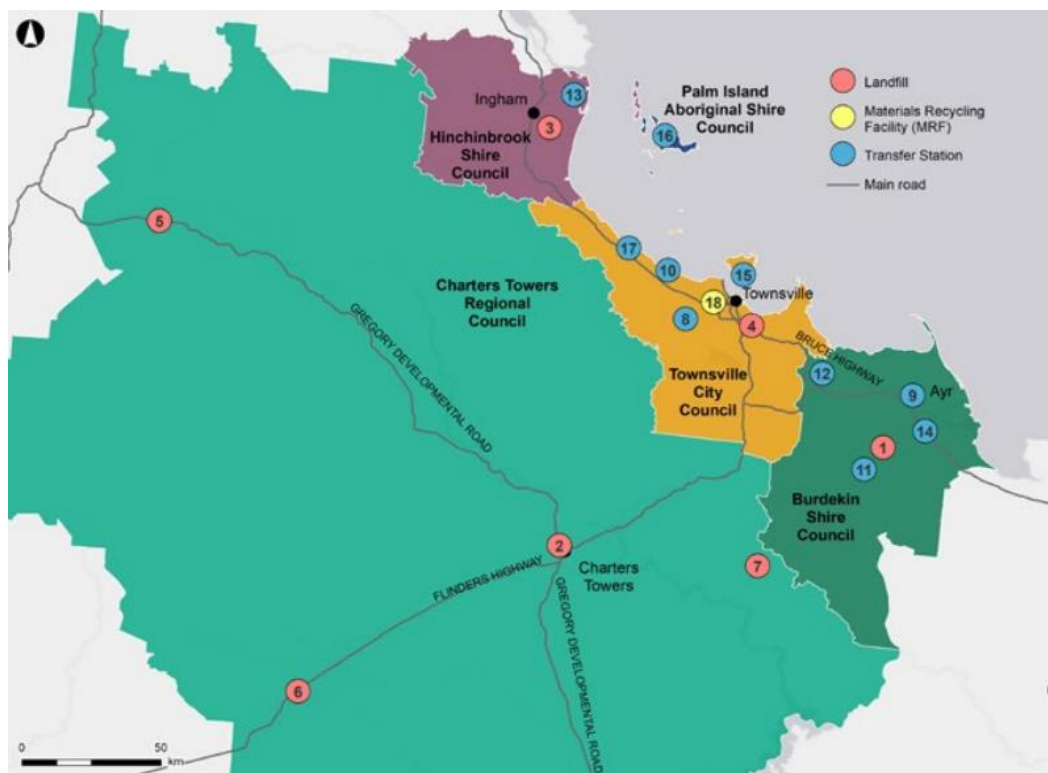 13
Ingham
3
Hinchinbrook
Shire
Council
Palm Island
Aboriginal Shire
Council
16
Landfill
Materials Recycling
Facility (MRF)
Transfer Station
Main road
5
17
10
15
Charters Towers
Regional
Council
18
Townsville
8
4
GREGORY DEVELOPMENTAL ROAD
BRUCE HIGHWAY
Townsville
City
Council
12
9
Ayr
14
1
11
Burdekin
Shire
Council
2
Charters
Towers
7
FLINDERS HIGHWAY
GREGORY DEVELOPMENTAL ROAD
6
0
50
km